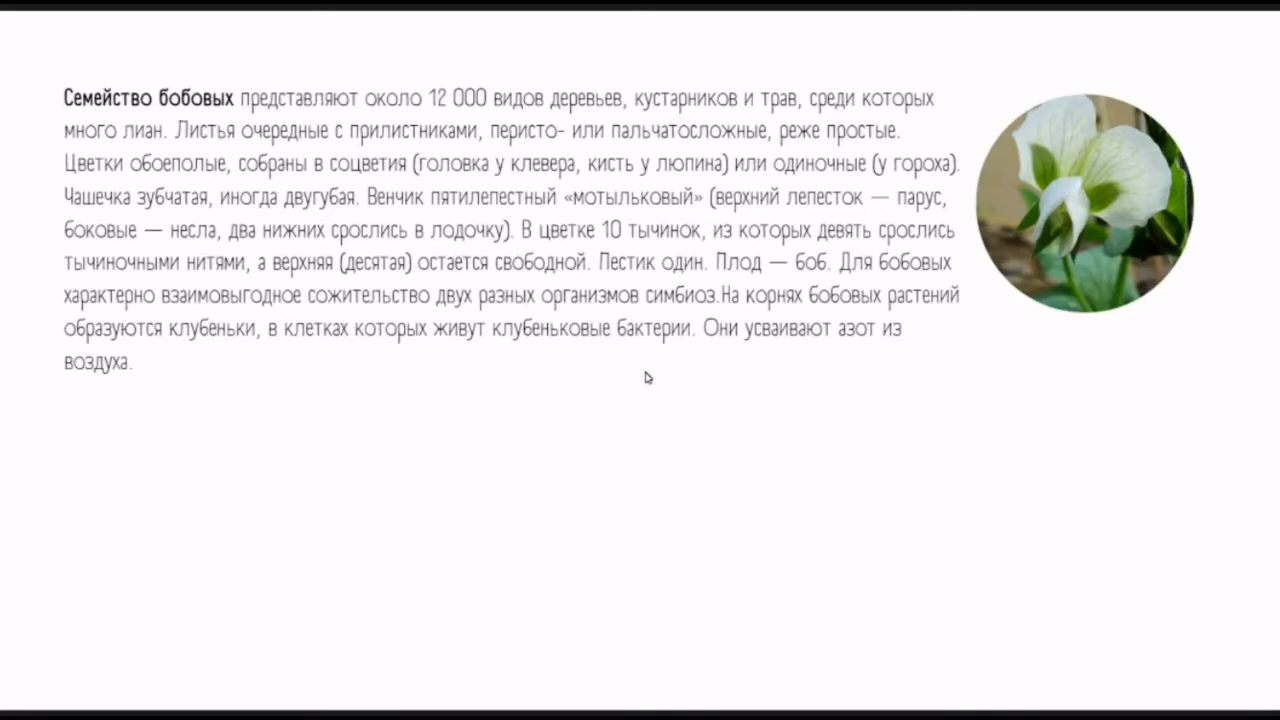 Семейство бобовых представляют около 12 000 видов деревьев, кустарников и трав, среди которых
много лиан. Листья очередные с прилистниками, перисто- или пальчатосложные, реже простые.
Цветки обоеполые, собраны в соцветия (головка у клевера, кисть у люпина) или одиночные (у гороха).
Чашечка зубчатая, иногда двугубая. Венчик пятилепестный «мотыльковый» (верхний лепесток — парус,
боковые — несла, два нижних срослись в лодочку). В цветке 10 тычинок, из которых девять срослись
тычиночными нитями, а верхняя (десятая) остается свободной. Пестик один. Плод — боб. Для бобовых
характерно взаимовыгодное сожительство двух разных организмов симбиоз.На корнях бобовых растений
образуются клубеньки, в клетках которых живут клубеньковые бактерии. Они усваивают азот из
воздуха.